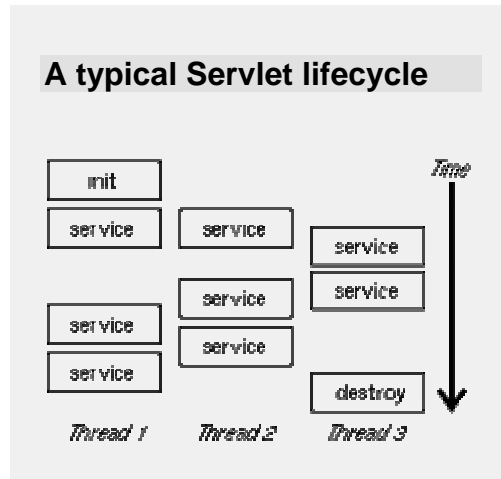 A typical Servlet lifecycle
Time
init
service service
service
service
service
service
service
service
destroy
Thread 1 Thread 2 Thread 3